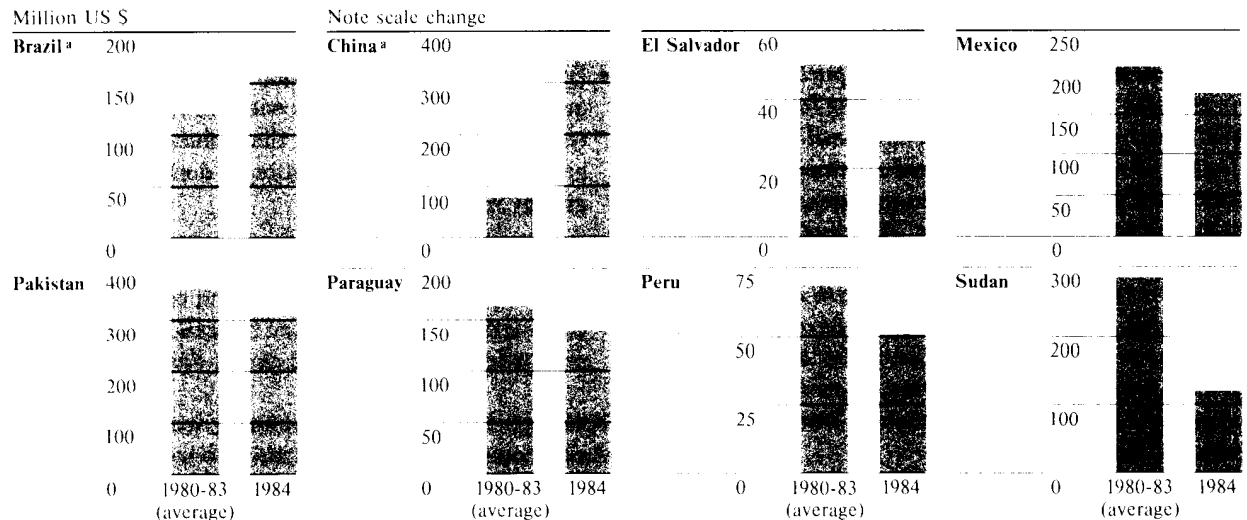 Million US $ Note scale change
Brazil a 200 China a 400 El Salvador 60 Mexico 250
200
150 300 40 150
100 200 100
20
50 100 50
0 0 0 0
Pakistan 400 Paraguay 200 Peru 75 Sudan 300
300 150 50 200
200 100
25 100
100 50
0 1980-83 1984 0 1980-83 1984 0 1980-83 1984 0 1980-83 1984
(average) (average) (average) (average)